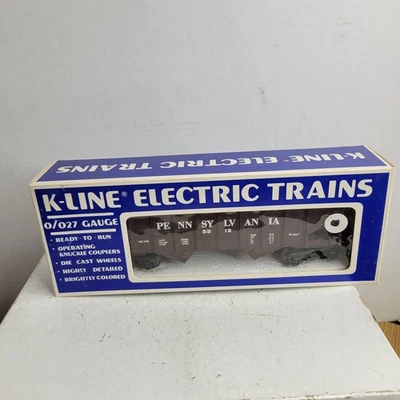 K-LINE ELECTRIC TRAINS
K-LINE® ELECTRIC TRAINS
O/O27 GAUGE
• READY - TO - RUN
• OPERATING
KNUCKLE COUPLERS
• DIE CAST WHEELS
• HIGHLY DETAILED
• BRIGHTLY COLORED
PENNSYLVANIA